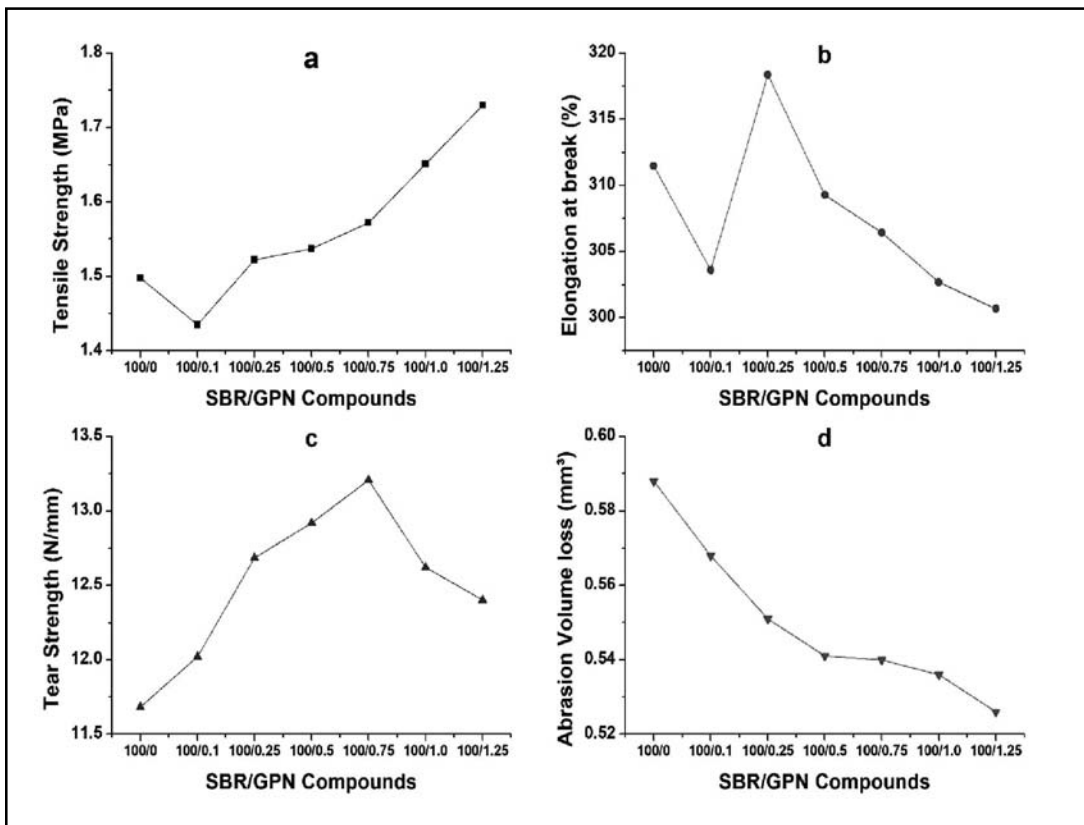 a
Tensile Strength (MPa)
1.8
1.7
1.6
1.5
1.4
100/0 100/0.1 100/0.25 100/0.5 100/0.75 100/1.0 100/1.25
SBR/GPN Compounds
b
Elongation at break (%)
320
315
310
305
300
100/0 100/0.1 100/0.25 100/0.5 100/0.75 100/1.0 100/1.25
SBR/GPN Compounds
c
Tear Strength (N/mm)
13.5
13.0
12.5
12.0
11.5
100/0 100/0.1 100/0.25 100/0.5 100/0.75 100/1.0 100/1.25
SBR/GPN Compounds
d
Abrasion Volume loss (mm³)
0.60
0.58
0.56
0.54
0.52
100/0 100/0.1 100/0.25 100/0.5 100/0.75 100/1.0 100/1.25
SBR/GPN Compounds